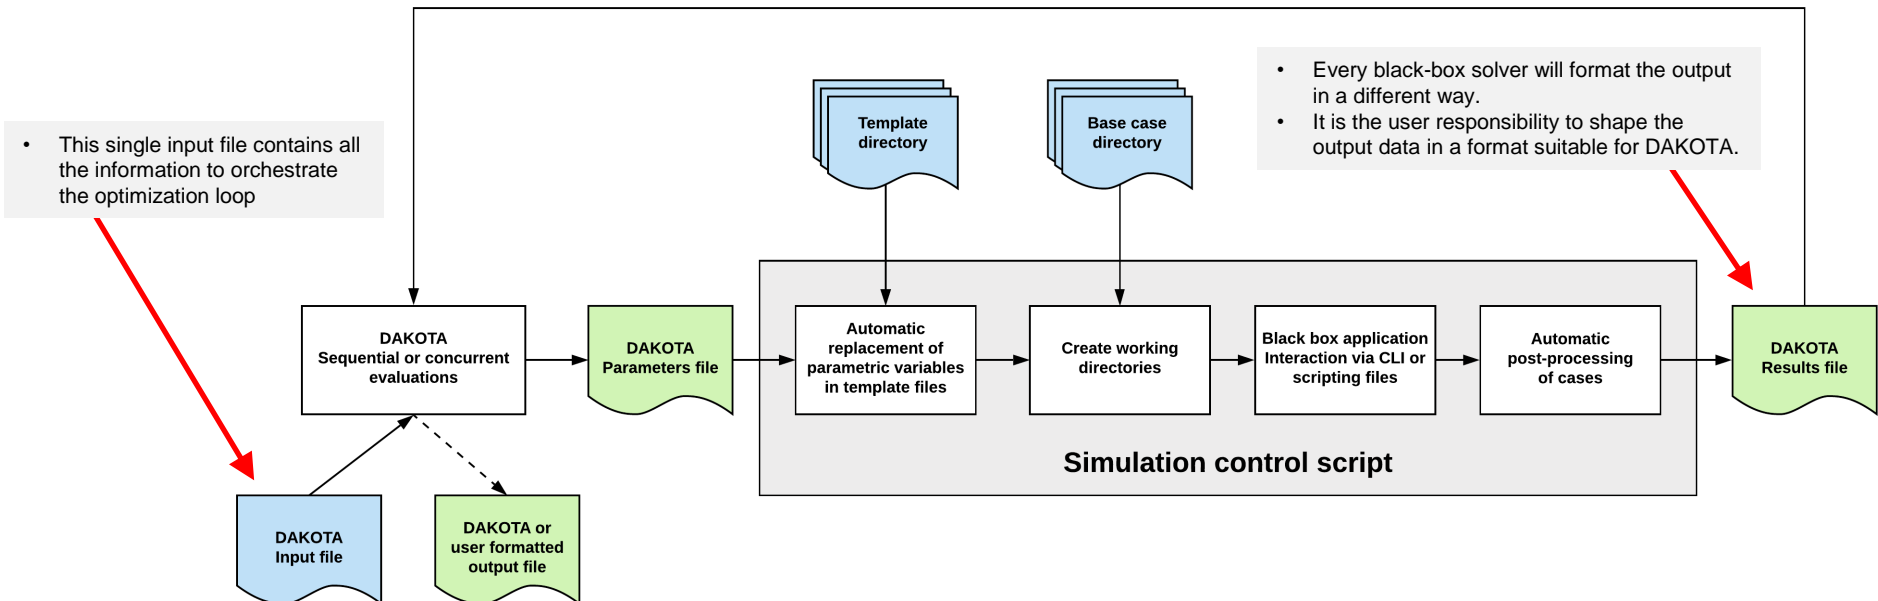 • This single input file contains all
the information to orchestrate
the optimization loop
Template
directory
Base case
directory
• Every black-box solver will format the output
in a different way.
• It is the user responsibility to shape the
output data in a format suitable for DAKOTA.
DAKOTA
Sequential or concurrent
evaluations
DAKOTA
Parameters file
Automatic
replacement of
parametric variables
in template files
Create working
directories
Black box application
Interaction via CLI or
scripting files
Automatic
post-processing
of cases
DAKOTA
Results file
Simulation control script
DAKOTA
Input file
DAKOTA or
user formatted
output file